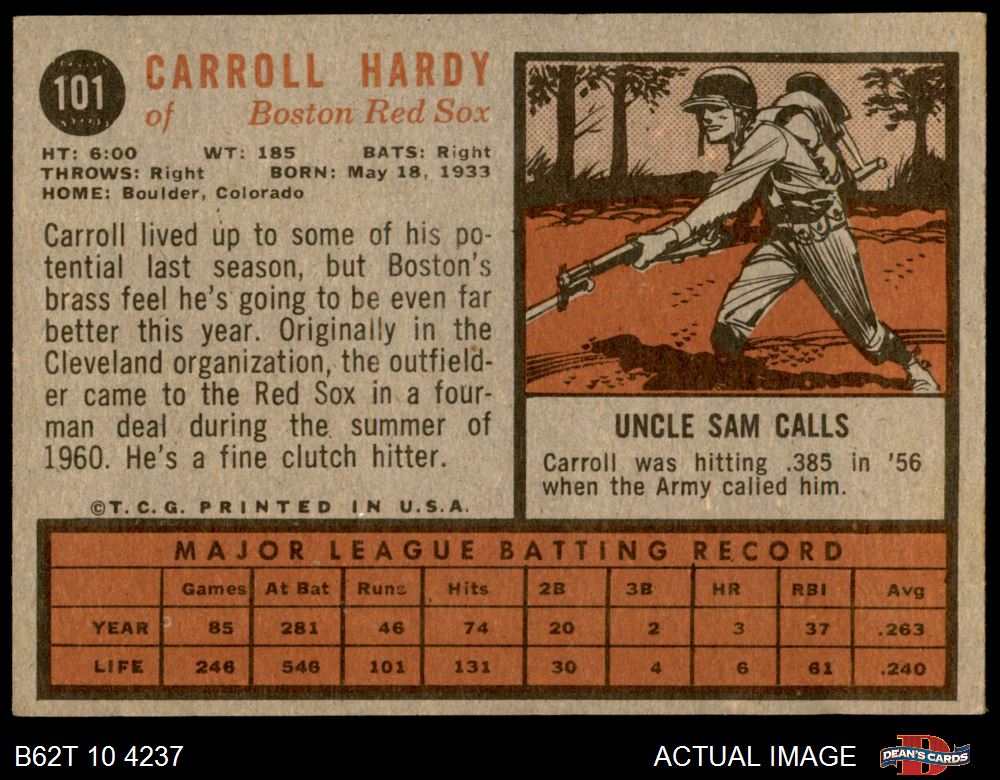 101
CARROLL HARDY
of Boston Red Sox
HT: 6:00 WT: 185 BATS: Right
THROWS: Right BORN: May 18, 1933
HOME: Boulder, Colorado
Carroll lived up to some of his po-
tential last season, but Boston's
brass feel he's going to be even far
better this year. Originally in the
Cleveland organization, the outfield-
er came to the Red Sox in a four-
man deal during the summer of
1960. He's a fine clutch hitter.
©T.C.G. PRINTED IN U.S.A.
UNCLE SAM CALLS
Carroll was hitting .385 in '56
when the Army called him.
MAJOR LEAGUE BATTING RECORD
Games At Bat Runs Hits 2B 3B HR RBI Avg
YEAR 85 281 46 74 20 2 3 37 .263
LIFE 246 546 101 131 30 4 6 61 .240
B62T 10 4237 ACTUAL IMAGE DEAN'S CARDS